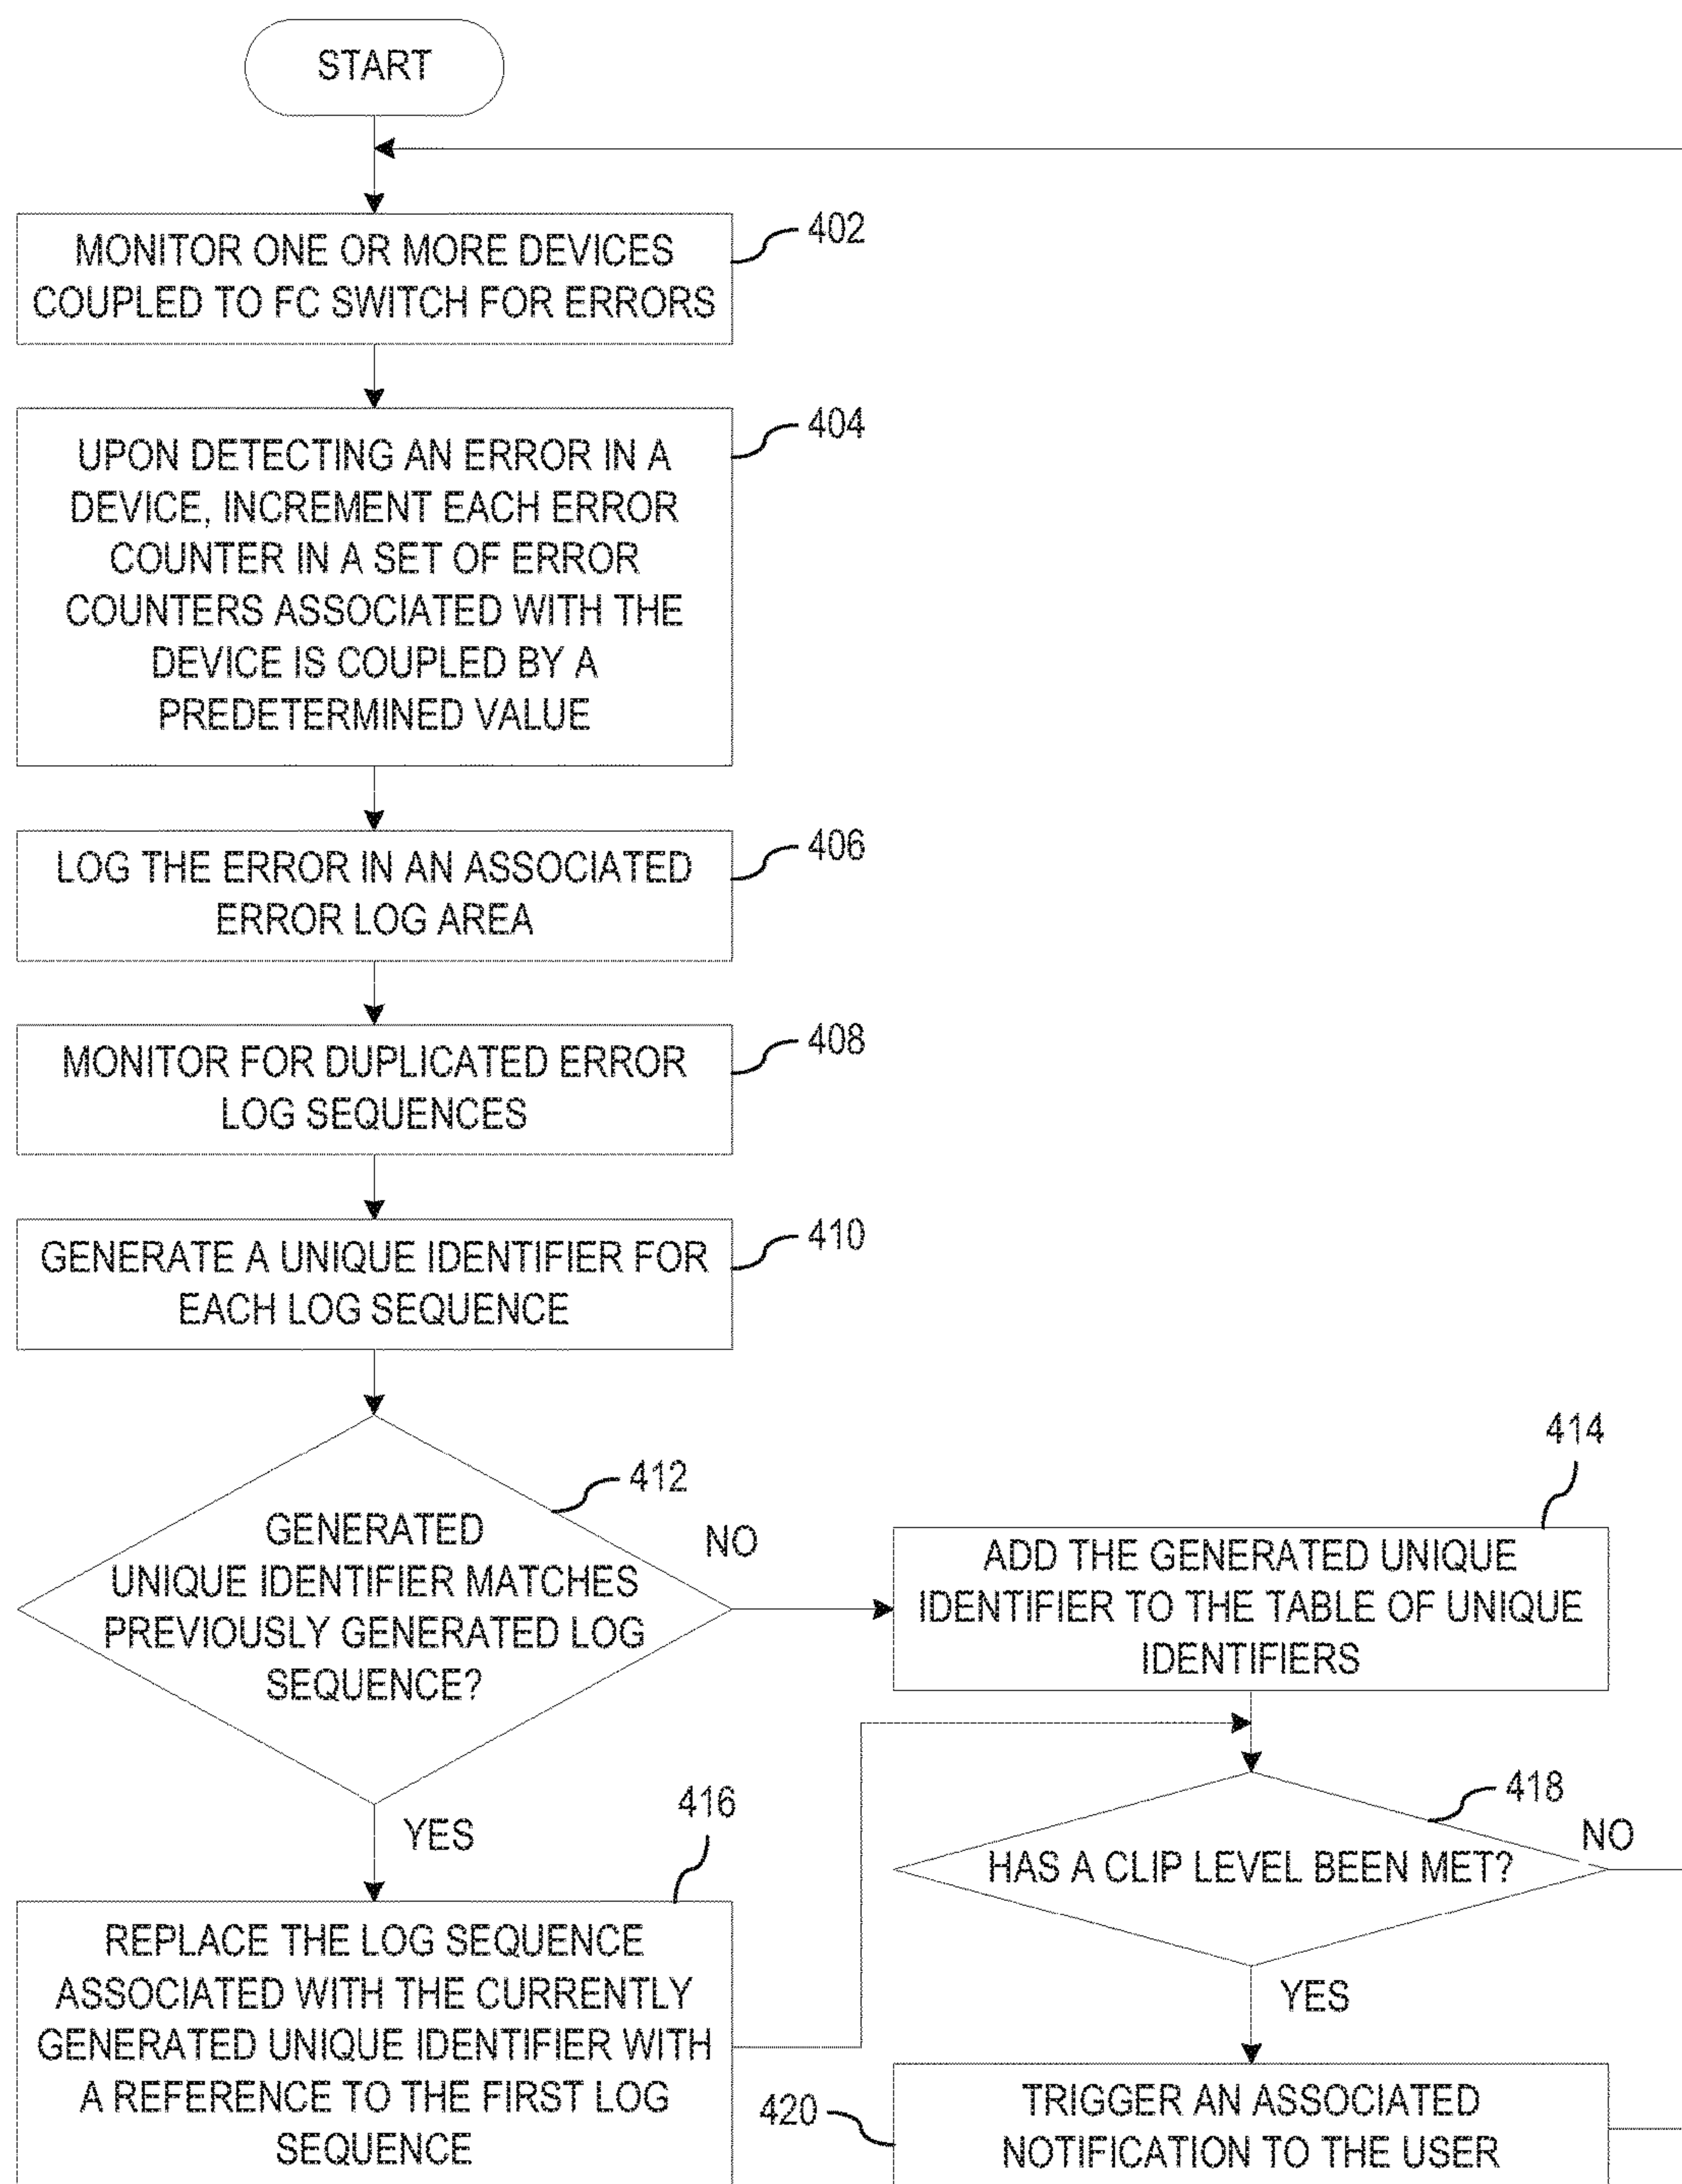 START
MONITOR ONE OR MORE DEVICES
COUPLED TO FC SWITCH FOR ERRORS
402
UPON DETECTING AN ERROR IN A
DEVICE, INCREMENT EACH ERROR
COUNTER IN A SET OF ERROR
COUNTERS ASSOCIATED WITH THE
DEVICE IS COUPLED BY A
PREDETERMINED VALUE
404
LOG THE ERROR IN AN ASSOCIATED
ERROR LOG AREA
406
MONITOR FOR DUPLICATED ERROR
LOG SEQUENCES
408
GENERATE A UNIQUE IDENTIFIER FOR
EACH LOG SEQUENCE
410
GENERATED
UNIQUE IDENTIFIER MATCHES
PREVIOUSLY GENERATED LOG
SEQUENCE?
412
NO
YES
414
ADD THE GENERATED UNIQUE
IDENTIFIER TO THE TABLE OF UNIQUE
IDENTIFIERS
416
REPLACE THE LOG SEQUENCE
ASSOCIATED WITH THE CURRENTLY
GENERATED UNIQUE IDENTIFIER WITH
A REFERENCE TO THE FIRST LOG
SEQUENCE
418
HAS A CLIP LEVEL BEEN MET?
NO
YES
420
TRIGGER AN ASSOCIATED
NOTIFICATION TO THE USER